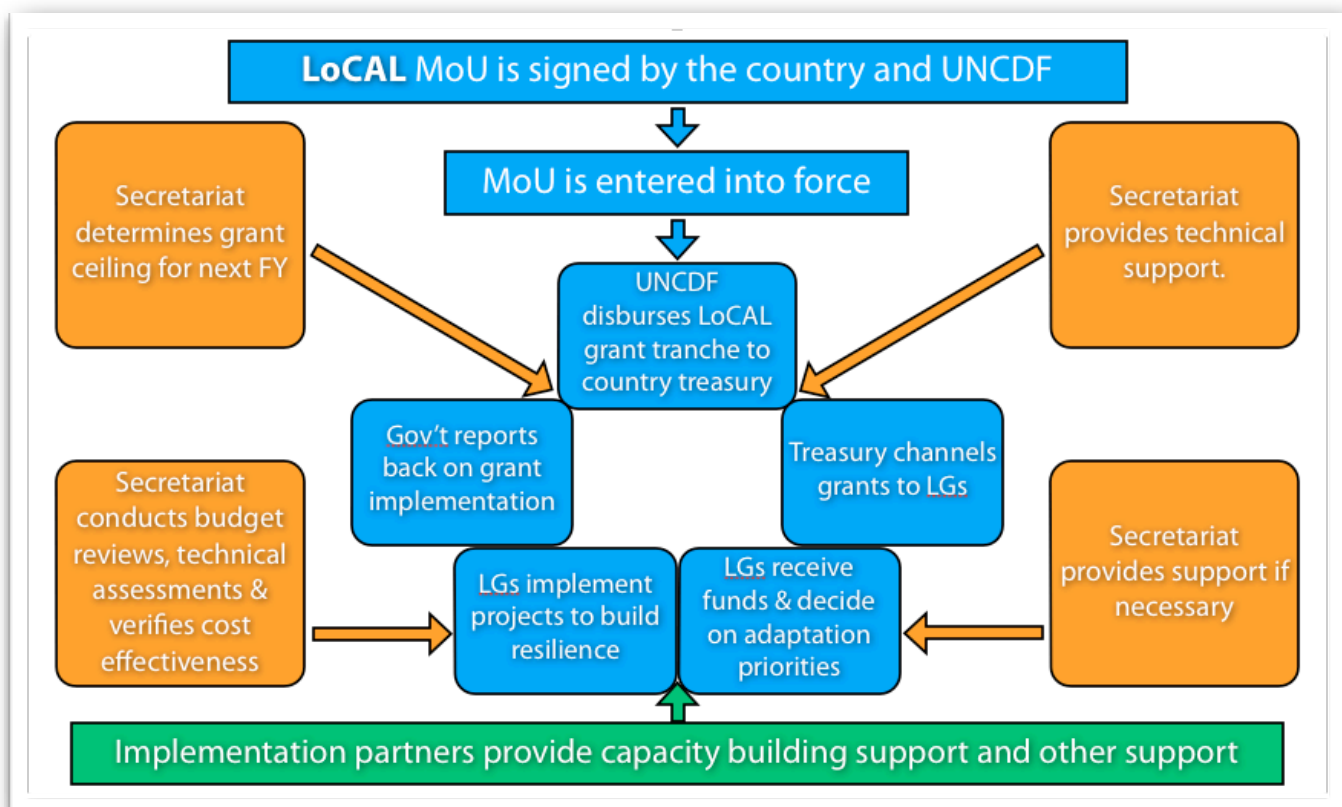 LoCAL MoU is signed by the country and UNCDF
MoU is entered into force
Secretariat
determines grant
ceiling for next FY
Secretariat
provides technical
support.
UNCDF
disburses LoCAL
grant tranche to
country treasury
Gov't reports
back on grant
implementation
Treasury channels
grants to LGs
Secretariat
conducts budget
reviews, technical
assessments &
verifies cost
effectiveness
LGs implement
projects to build
resilience
LGs receive
funds & decide
on adaptation
priorities
Secretariat
provides support if
necessary
Implementation partners provide capacity building support and other support